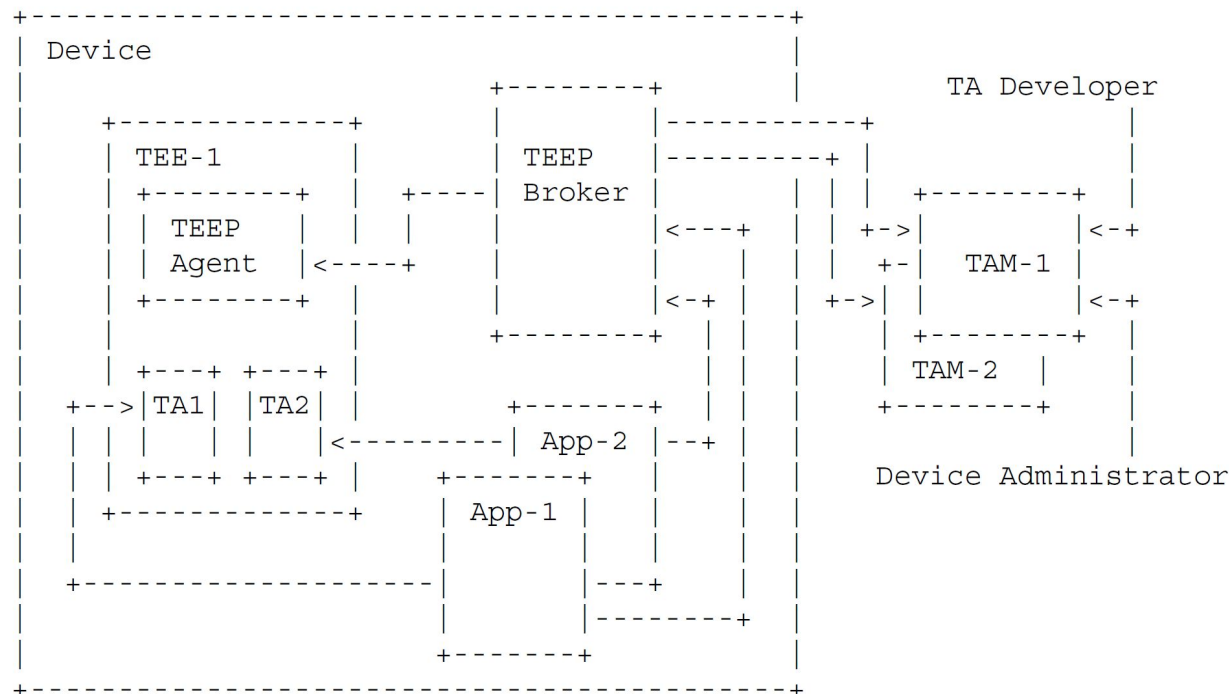 Device
TA Developer
TEE-1
TEEP
Broker
TEEP
Agent
TAM-1
TAM-2
TA1
TA2
App-2
Device Administrator
App-1